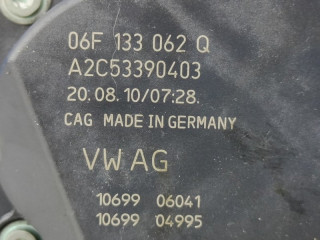 06F 133 062 Q
A2C53390403
20.08.10/07:28.
CAG MADE IN GERMANY
VW AG
10699 06041
10699 04995